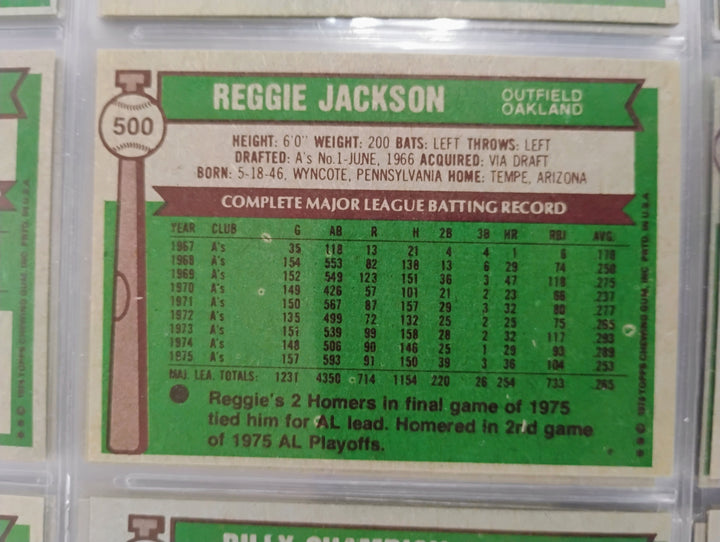 REGGIE JACKSON
OUTFIELD
OAKLAND
500
HEIGHT: 6'0" WEIGHT: 200 BATS: LEFT THROWS: LEFT
DRAFTED: A's No.1-JUNE, 1966 ACQUIRED: VIA DRAFT
BORN: 5-18-46, WYNCOTE, PENNSYLVANIA HOME: TEMPE, ARIZONA
COMPLETE MAJOR LEAGUE BATTING RECORD
YEAR CLUB G AB R H 2B 3B HR RBI AVG.
1967 A's 35 118 13 21 4 4 1 6 178
1968 A's 154 553 82 138 13 6 29 74 250
1969 A's 152 549 123 151 36 3 47 118 275
1970 A's 149 426 57 101 21 2 23 66 237
1971 A's 150 567 87 157 29 3 32 80 277
1972 A's 135 499 72 132 25 2 25 75 265
1973 A's 151 539 99 158 28 2 32 117 293
1974 A's 148 506 90 146 25 1 29 93 289
1975 A's 157 593 91 150 39 3 36 104 253
MAJ. LEA. TOTALS: 1231 4350 714 1154 220 26 254 733 265
Reggie's 2 Homers in final game of 1975
tied him for AL lead. Homered in 2nd game
of 1975 AL Playoffs.
© 1976 TOPPS CHEWING GUM, INC. PRTD. IN U.S.A.